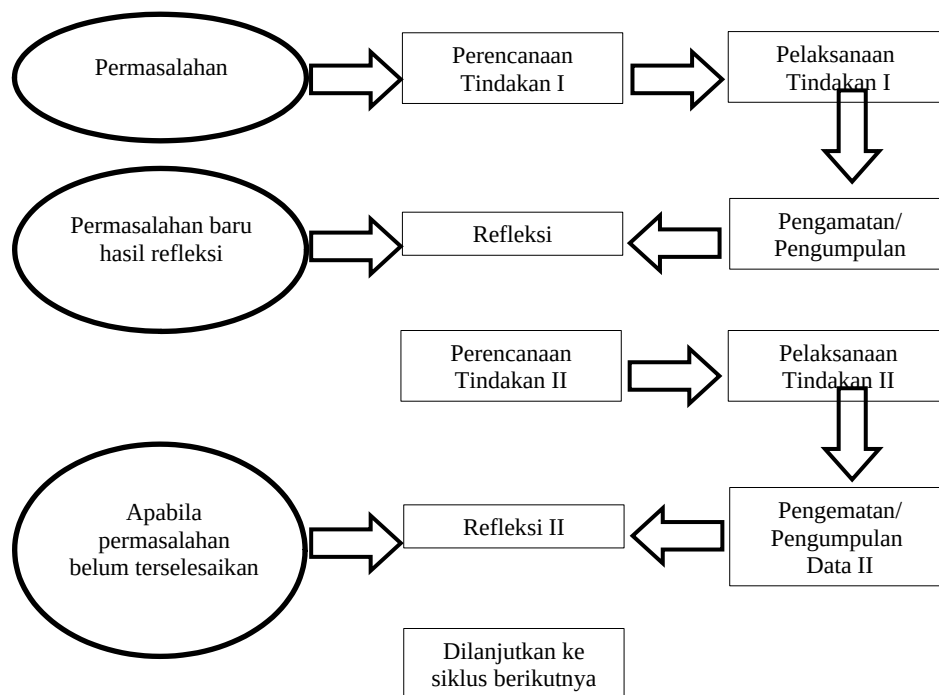 Permasalahan
Perencanaan
Tindakan I
Pelaksanaan
Tindakan I
Permasalahan baru
hasil refleksi
Refleksi
Pengamatan/
Pengumpulan
Perencanaan
Tindakan II
Pelaksanaan
Tindakan II
Apabila
permasalahan
belum terselesaikan
Refleksi II
Pengematan/
Pengumpulan
Data II
Dilanjutkan ke
siklus berikutnya